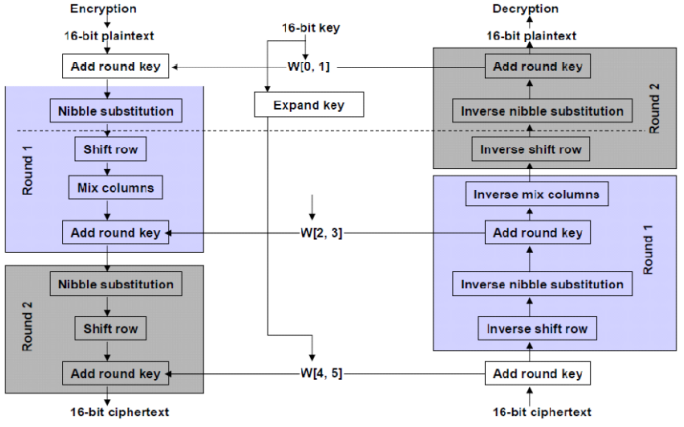 Encryption
16-bit plaintext
Add round key
Nibble substitution
Shift row
Mix columns
Add round key
Round 1
Nibble substitution
Shift row
Add round key
Round 2
16-bit ciphertext
16-bit key
W[0, 1]
Expand key
W[2, 3]
W[4, 5]
Decryption
16-bit plaintext
Add round key
Inverse nibble substitution
Inverse shift row
Round 2
Inverse mix columns
Add round key
Inverse nibble substitution
Inverse shift row
Round 1
Add round key
16-bit ciphertext